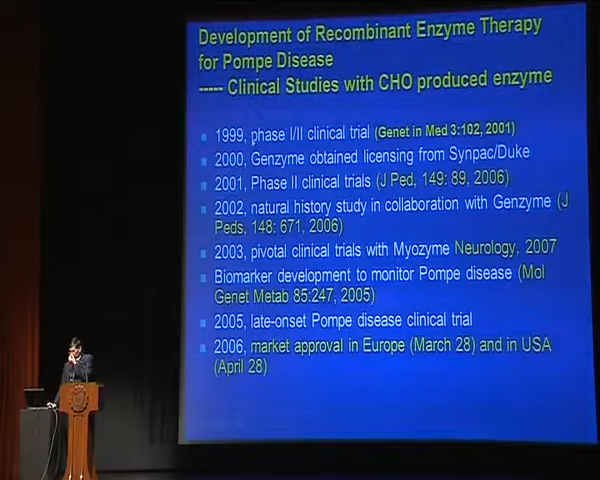 Development of Recombinant Enzyme Therapy
for Pompe Disease
----- Clinical Studies with CHO produced enzyme
1999, phase I/II clinical trial (Genet in Med 3:102, 2001)
2000, Genzyme obtained licensing from Synpac/Duke
2001, Phase II clinical trials (J Ped, 149: 89, 2006)
2002, natural history study in collaboration with Genzyme (J
Peds, 148: 671, 2006)
2003, pivotal clinical trials with Myozyme Neurology, 2007
Biomarker development to monitor Pompe disease (Mol
Genet Metab 85:247, 2005)
2005, late-onset Pompe disease clinical trial
2006, market approval in Europe (March 28) and in USA
(April 28)